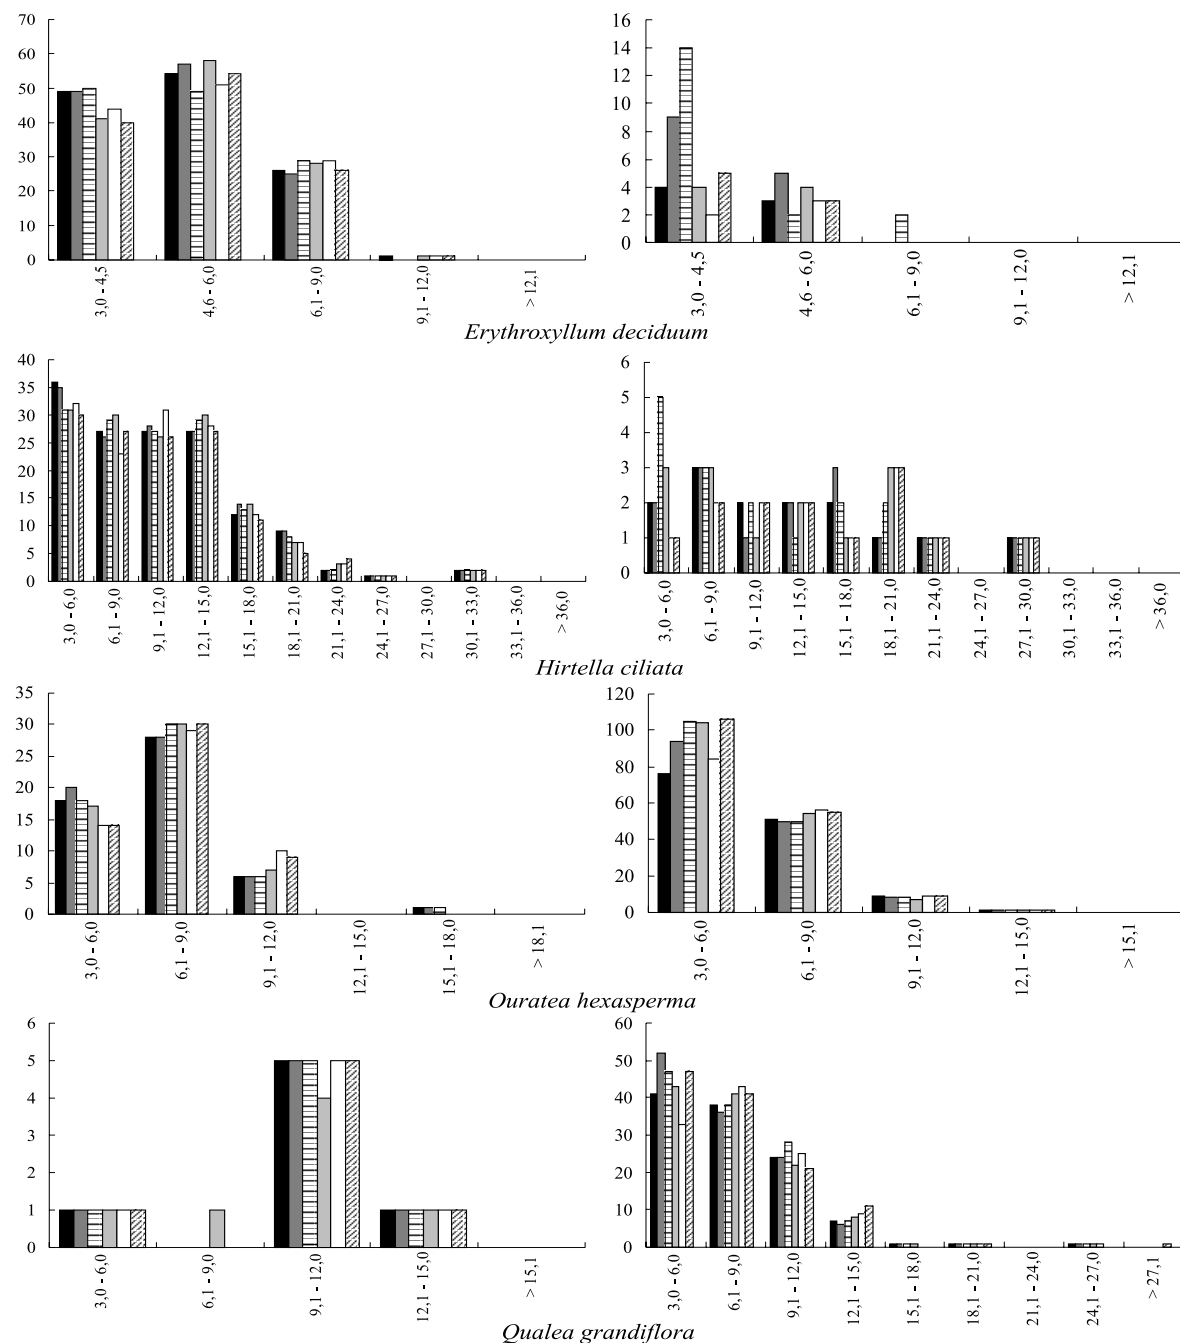 70
60
50
40
30
20
10
0
3,0 - 4,5
4,6 - 6,0
6,1 - 9,0
9,1 - 12,0
> 12,1
16
14
12
10
8
6
4
2
0
3,0 - 4,5
4,6 - 6,0
6,1 - 9,0
9,1 - 12,0
> 12,1
Erythroxyllum deciduum
40
35
30
25
20
15
10
5
0
3,0 - 6,0
6,1 - 9,0
9,1 - 12,0
12,1 - 15,0
15,1 - 18,0
18,1 - 21,0
21,1 - 24,0
24,1 - 27,0
27,1 - 30,0
30,1 - 33,0
33,1 - 36,0
> 36,0
6
5
4
3
2
1
0
3,0 - 6,0
6,1 - 9,0
9,1 - 12,0
12,1 - 15,0
15,1 - 18,0
18,1 - 21,0
21,1 - 24,0
24,1 - 27,0
27,1 - 30,0
30,1 - 33,0
33,1 - 36,0
> 36,0
Hirtella ciliata
35
30
25
20
15
10
5
0
3,0 - 6,0
6,1 - 9,0
9,1 - 12,0
12,1 - 15,0
15,1 - 18,0
> 18,1
120
100
80
60
40
20
0
3,0 - 6,0
6,1 - 9,0
9,1 - 12,0
12,1 - 15,0
> 15,1
Ouratea hexasperma
6
5
4
3
2
1
0
3,0 - 6,0
6,1 - 9,0
9,1 - 12,0
12,1 - 15,0
> 15,1
60
50
40
30
20
10
0
3,0 - 6,0
6,1 - 9,0
9,1 - 12,0
12,1 - 15,0
15,1 - 18,0
18,1 - 21,0
21,1 - 24,0
24,1 - 27,0
> 27,1
Qualea grandiflora